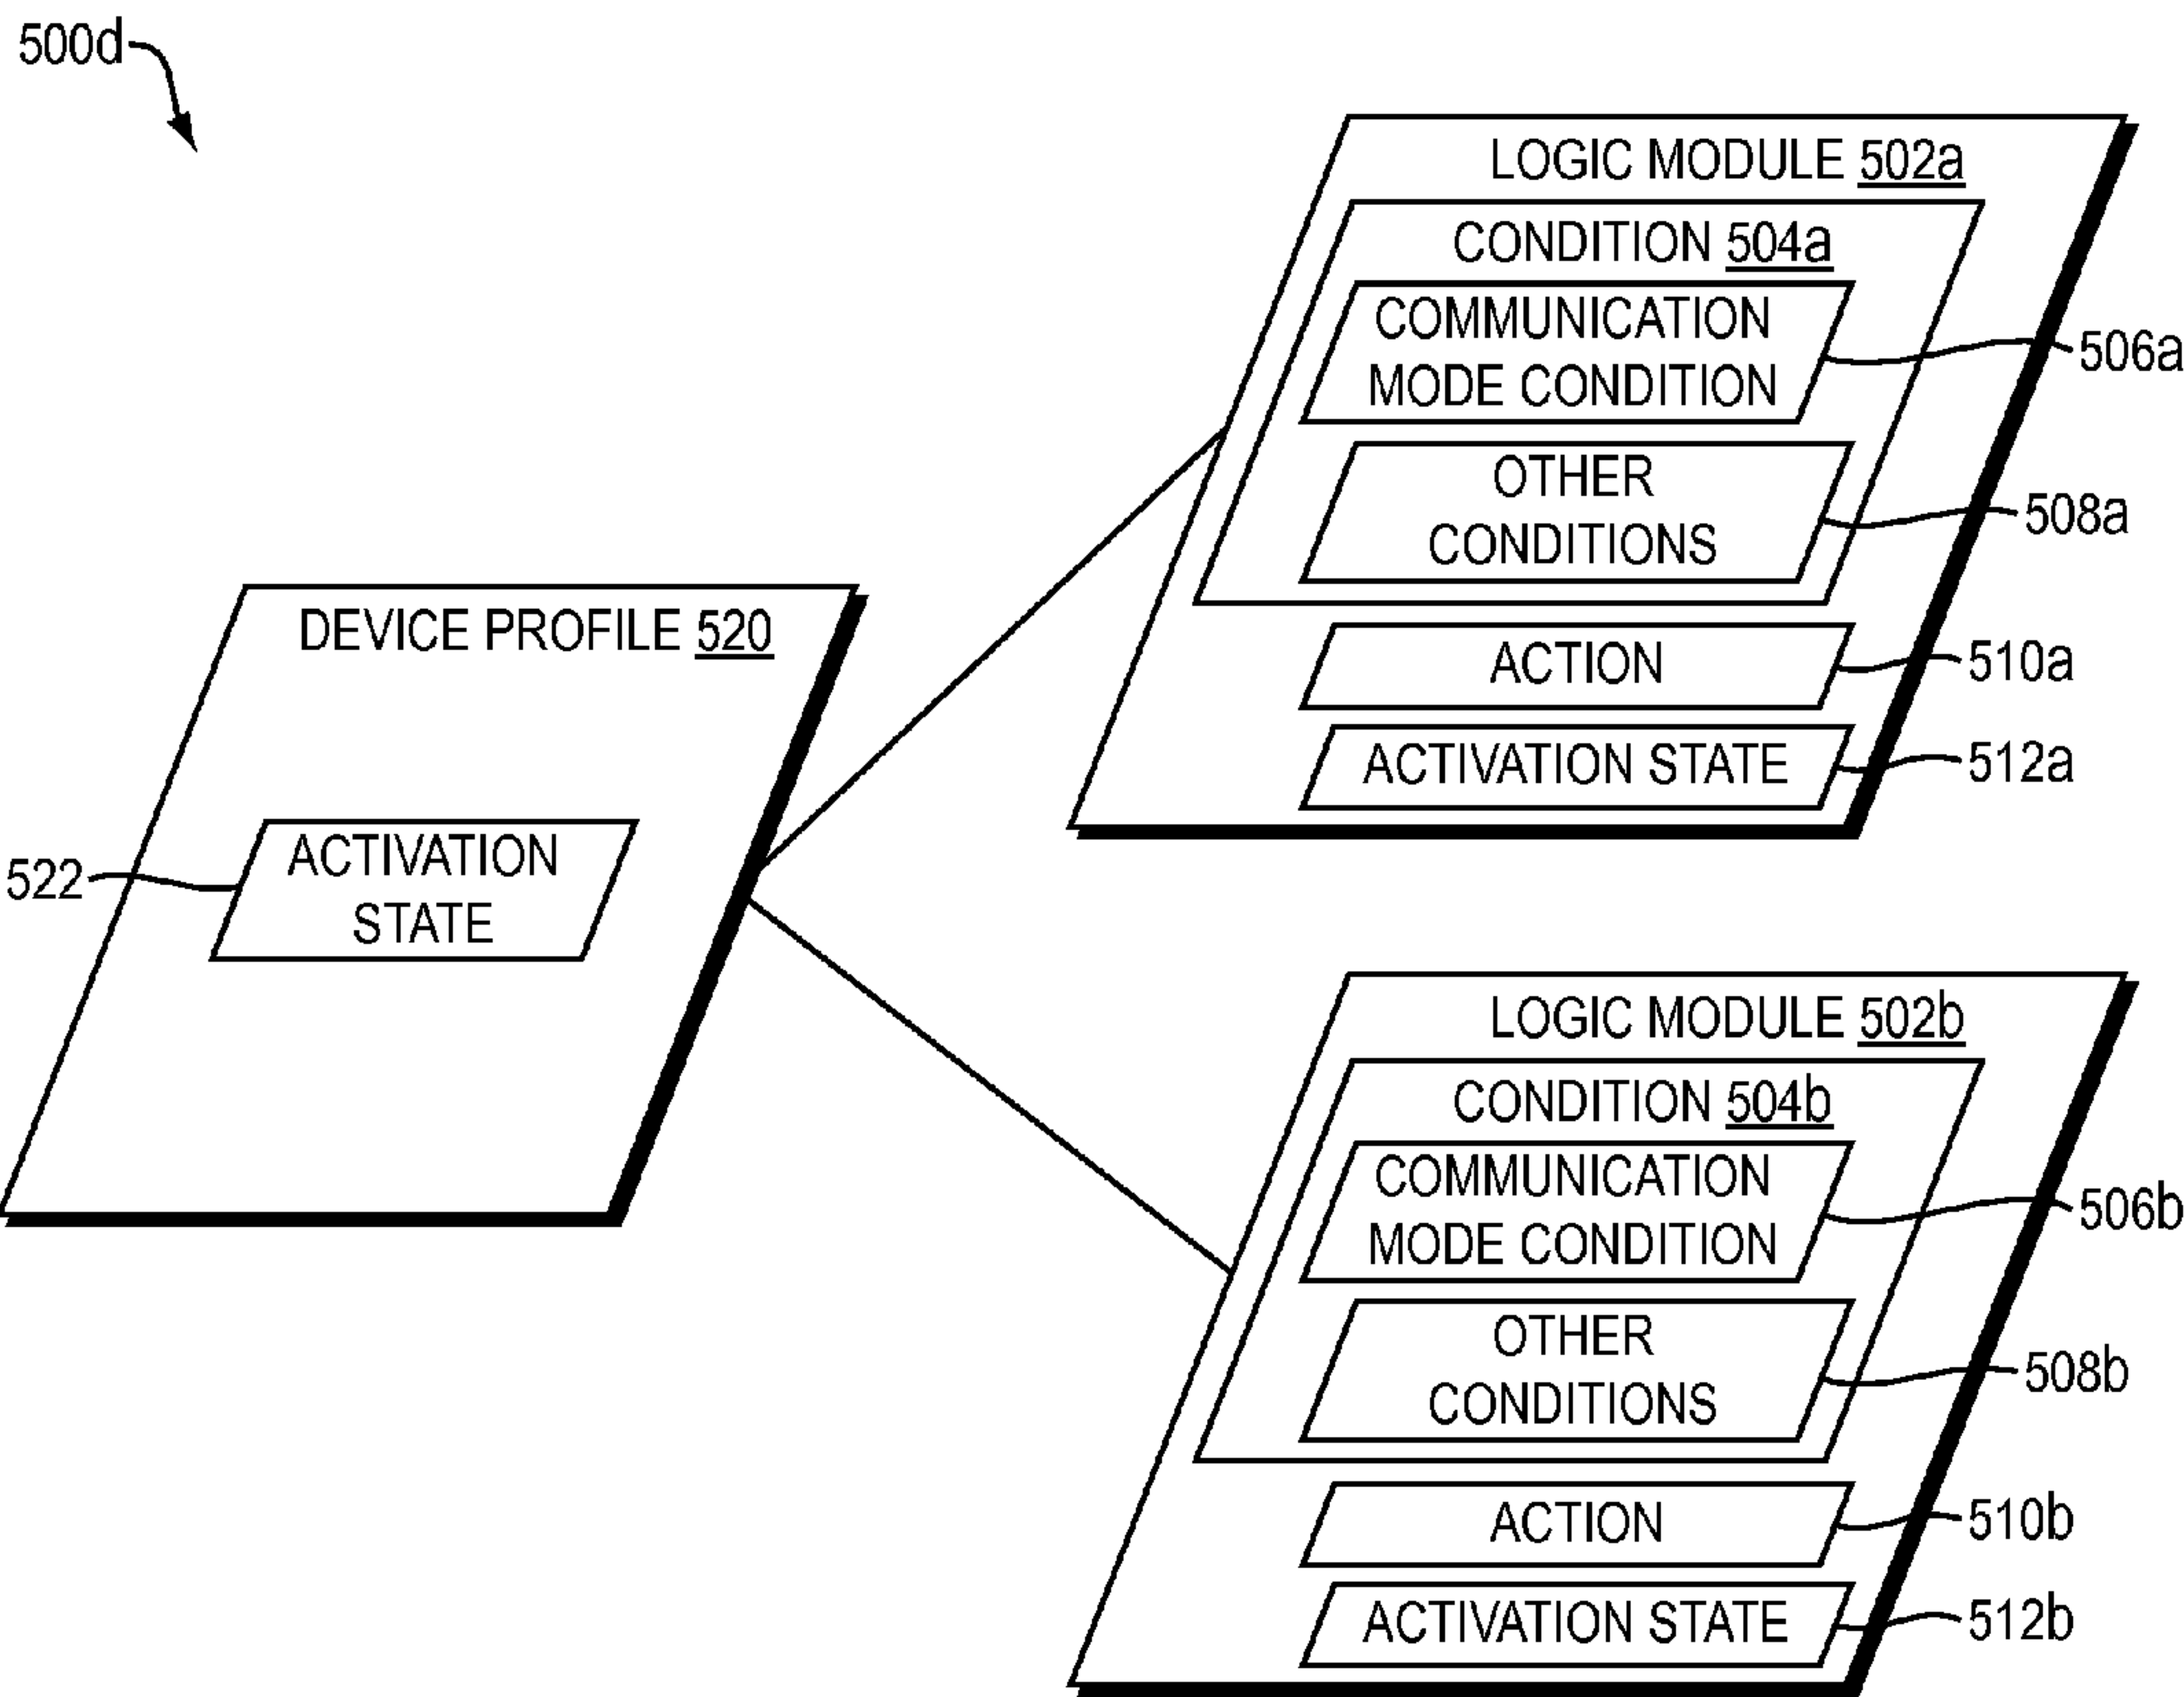 500d
LOGIC MODULE 502a
CONDITION 504a
COMMUNICATION
MODE CONDITION
506a
OTHER
CONDITIONS
508a
ACTION
510a
ACTIVATION STATE
512a
DEVICE PROFILE 520
ACTIVATION
STATE
522
LOGIC MODULE 502b
CONDITION 504b
COMMUNICATION
MODE CONDITION
506b
OTHER
CONDITIONS
508b
ACTION
510b
ACTIVATION STATE
512b